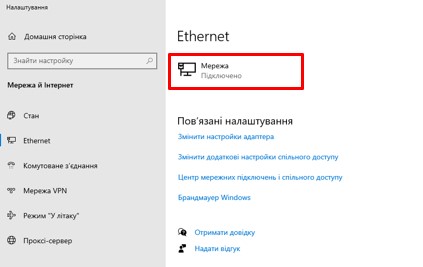 Налаштування
Домашня сторінка
Знайти настройку
Мережа й Інтернет
Стан
Ethernet
Комутоване з'єднання
Мережа VPN
Режим "У літаку"
Проксі-сервер
Ethernet
Мережа
Підключено
Пов'язані налаштування
Змінити настройки адаптера
Змінити додаткові настройки спільного доступу
Центр мережних підключень і спільного доступу
Брандмауер Windows
Отримати довідку
Надати відгук